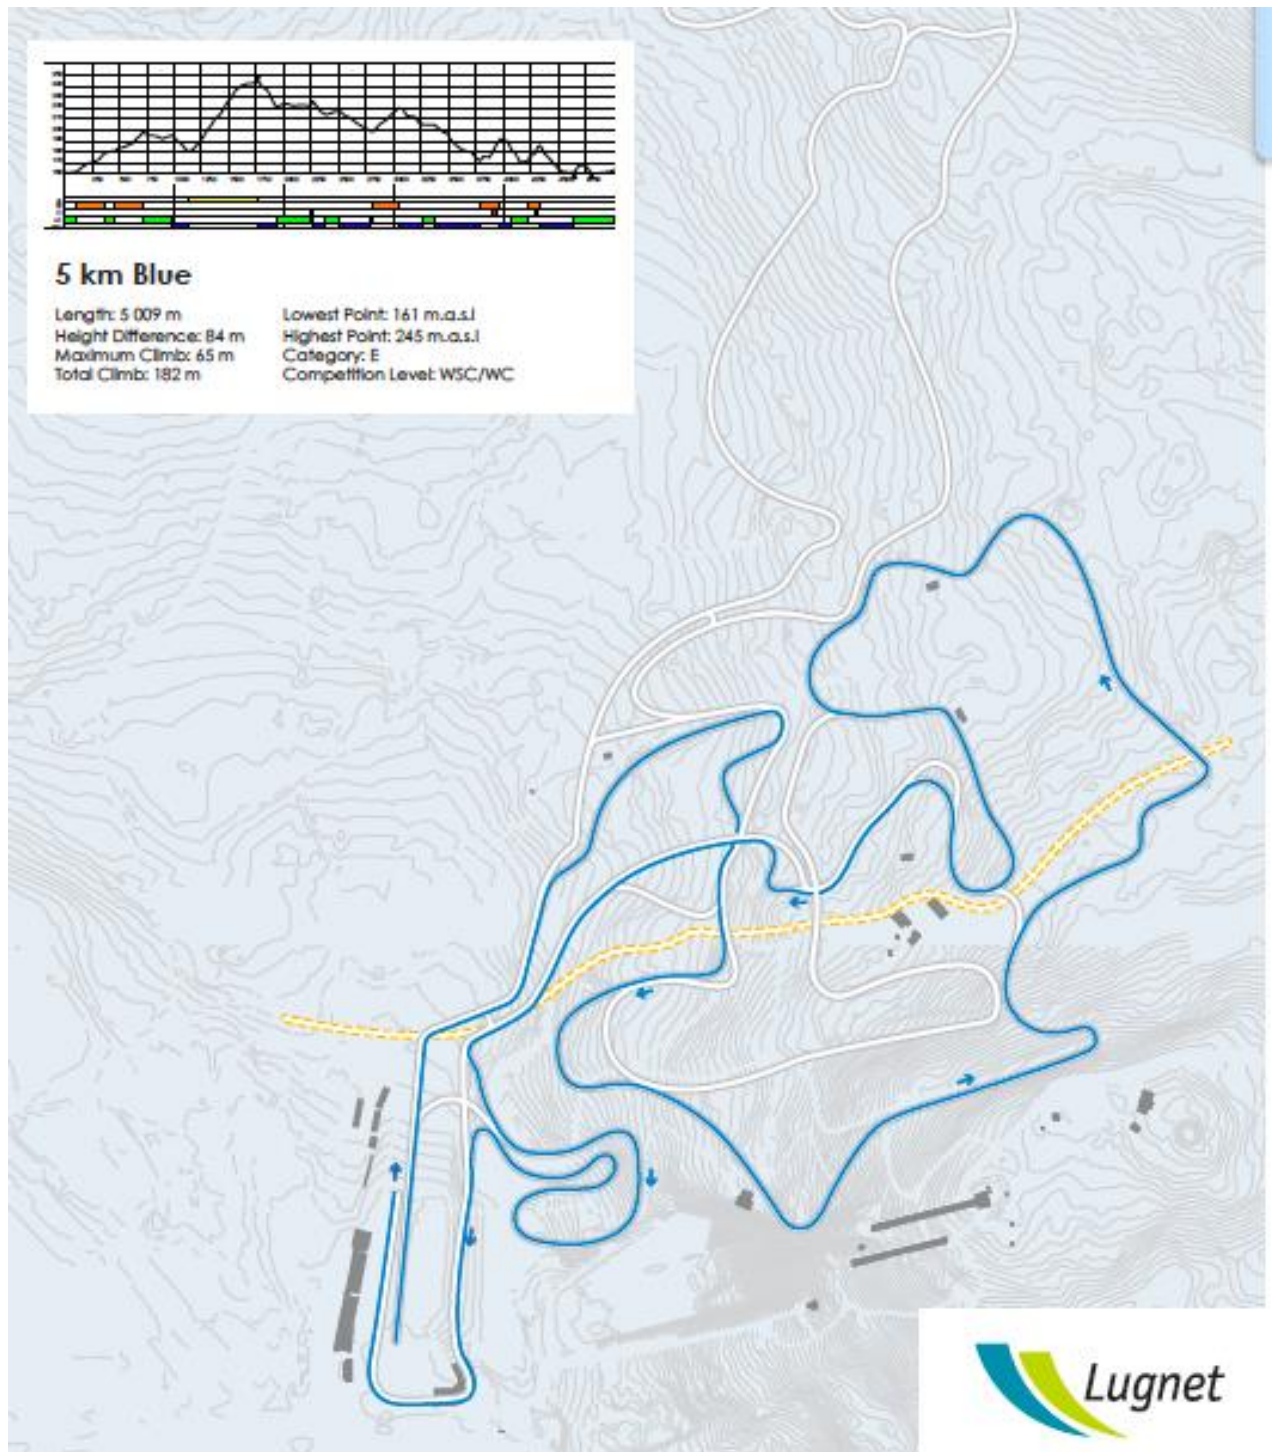 5 km Blue
Length: 5 009 m
Height Difference: 84 m
Maximum Climb: 65 m
Total Climb: 182 m
Lowest Point: 161 m.a.s.l
Highest Point: 245 m.a.s.l
Category: E
Competition Level: WSC/WC
Lugnet